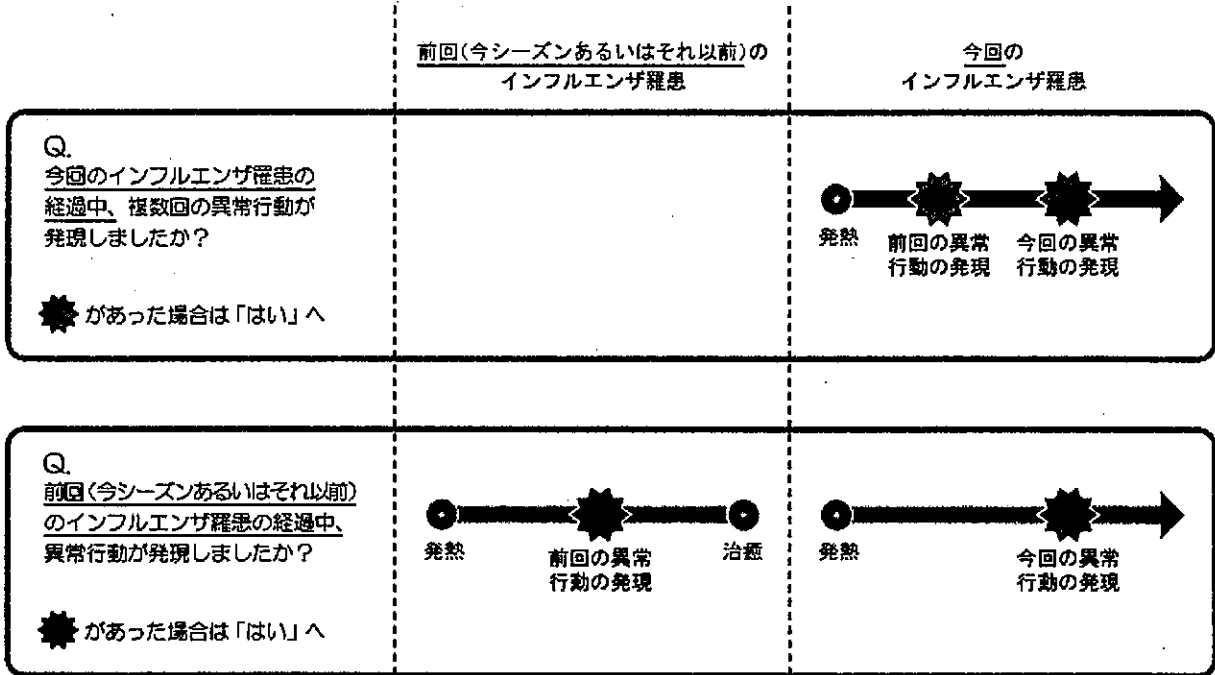 前回(今シーズンあるいはそれ以前)の
インフルエンザ罹患
今回の
インフルエンザ罹患
Q.
今回のインフルエンザ罹患の
経過中、複数回の異常行動が
発現しましたか?
があった場合は「はい」へ
発熱
前回の異常
行動の発現
今回の異常
行動の発現
Q.
前回(今シーズンあるいはそれ以前)
のインフルエンザ罹患の経過中、
異常行動が発現しましたか?
があった場合は「はい」へ
発熱
前回の異常
行動の発現
治癒
発熱
今回の異常
行動の発現